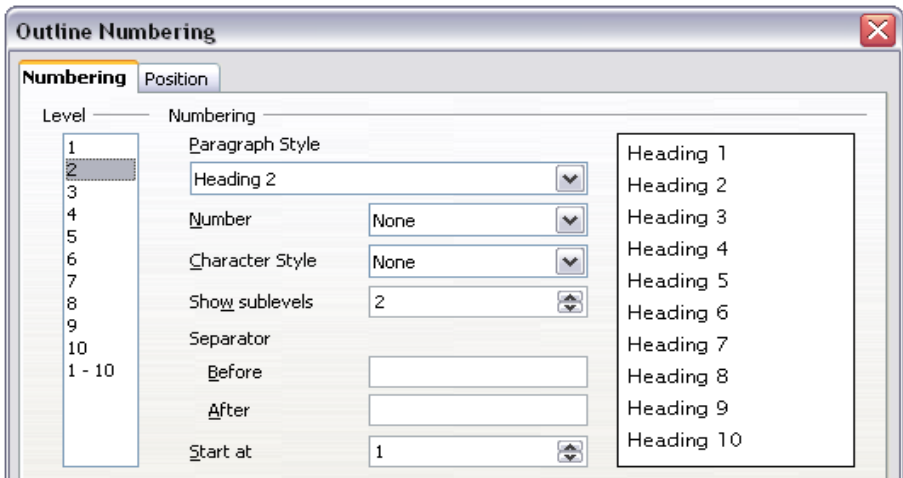 Outline Numbering
Numbering Position
Level
1
2
3
4
5
6
7
8
9
10
1 - 10
Numbering
Paragraph Style
Heading 2
Number None
Character Style None
Show sublevels 2
Separator
Before
After
Start at 1
Heading 1
Heading 2
Heading 3
Heading 4
Heading 5
Heading 6
Heading 7
Heading 8
Heading 9
Heading 10